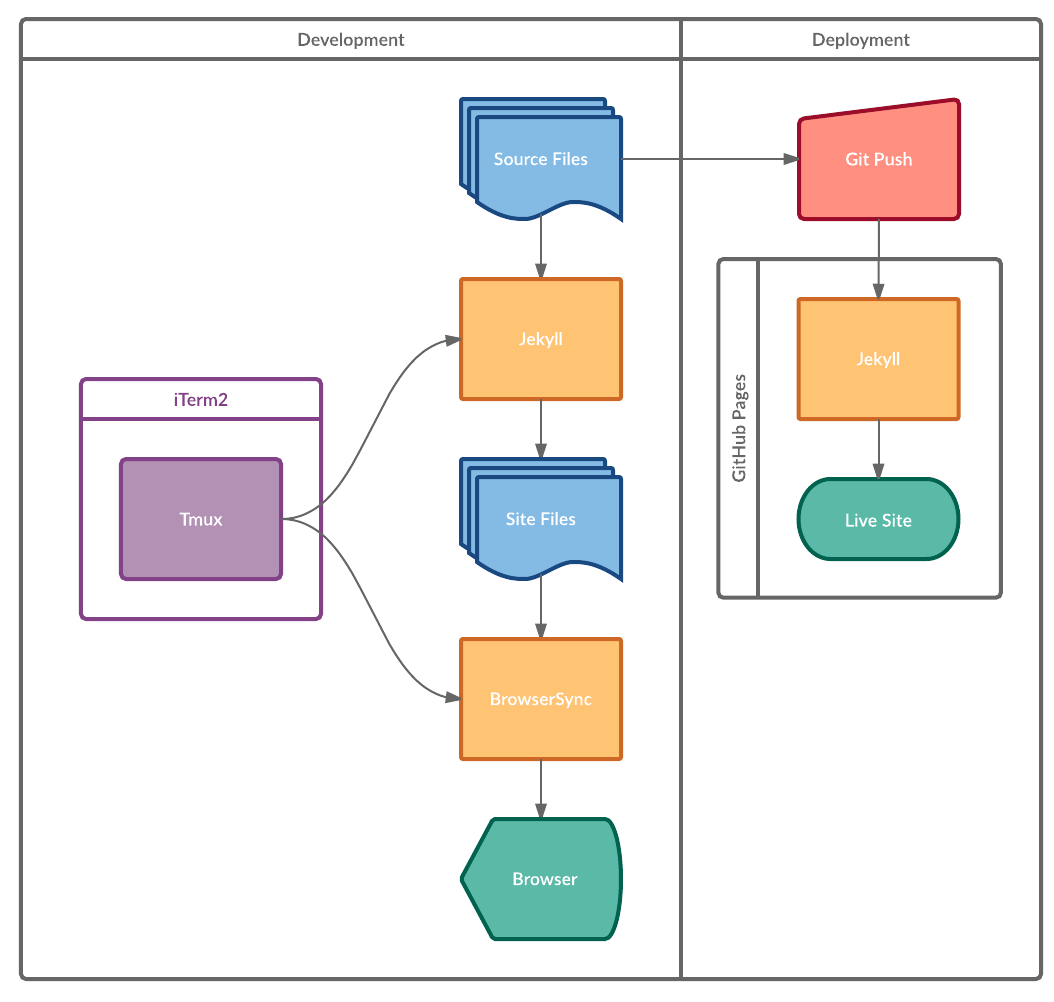 Development
Deployment
Source Files
Git Push
Jekyll
Jekyll
GitHub Pages
iTerm2
Tmux
Site Files
Live Site
BrowserSync
Browser